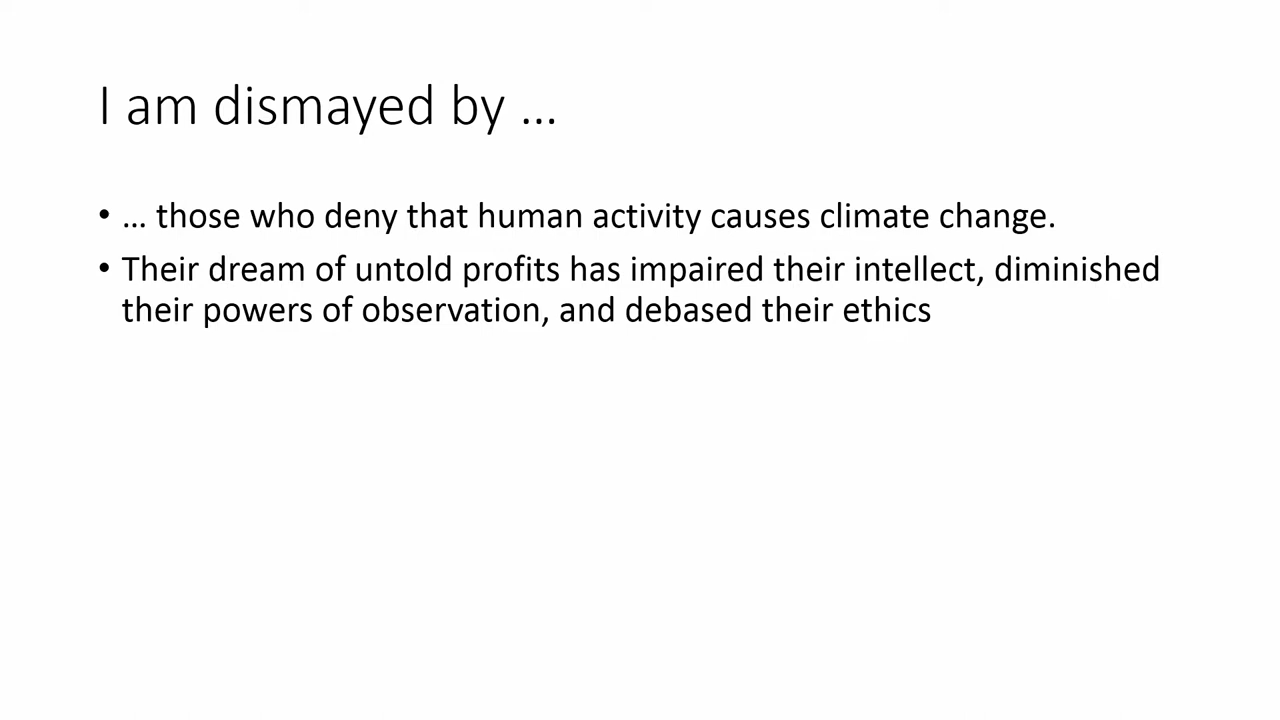 I am dismayed by …
• … those who deny that human activity causes climate change.
• Their dream of untold profits has impaired their intellect, diminished
their powers of observation, and debased their ethics